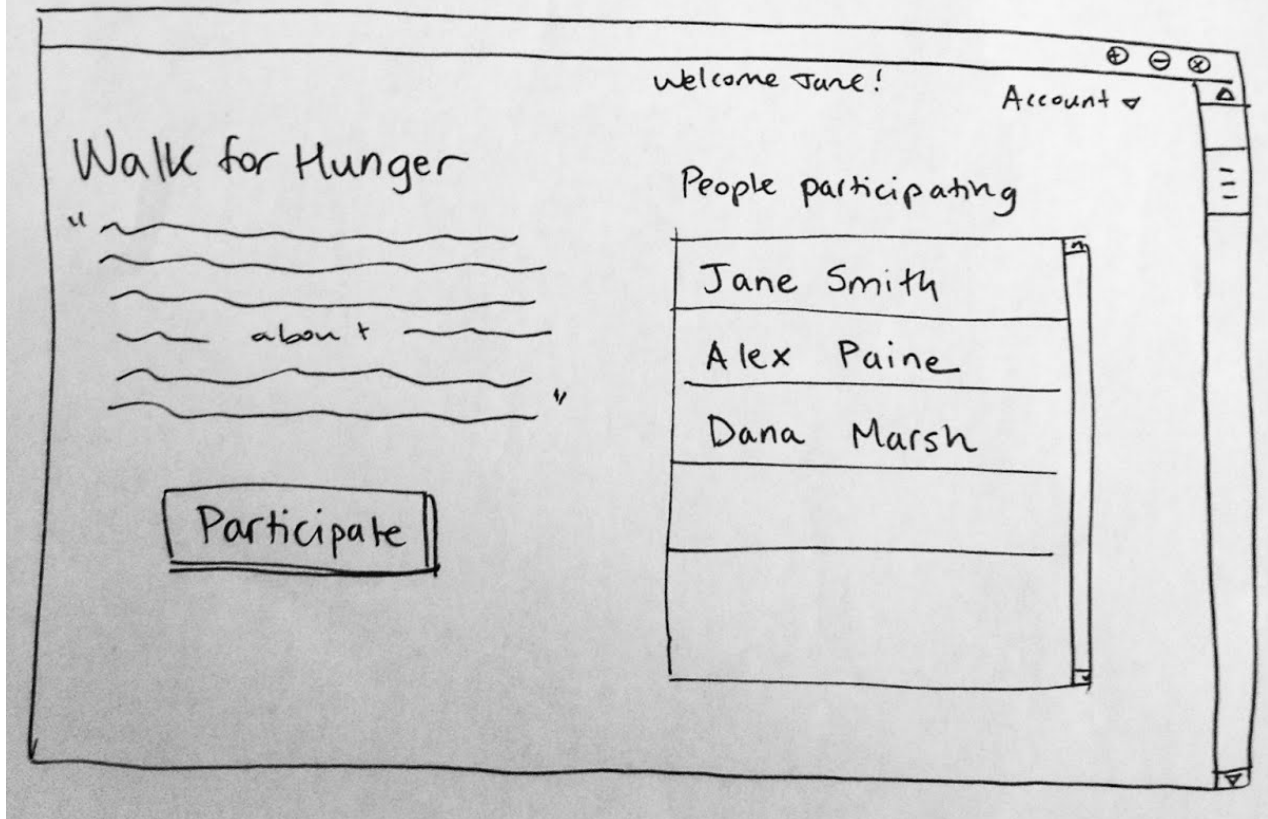 Welcome Jane!
Account
Walk for Hunger
People participating
"
about
"
Jane Smith
Alex Paine
Dana Marsh
Participate